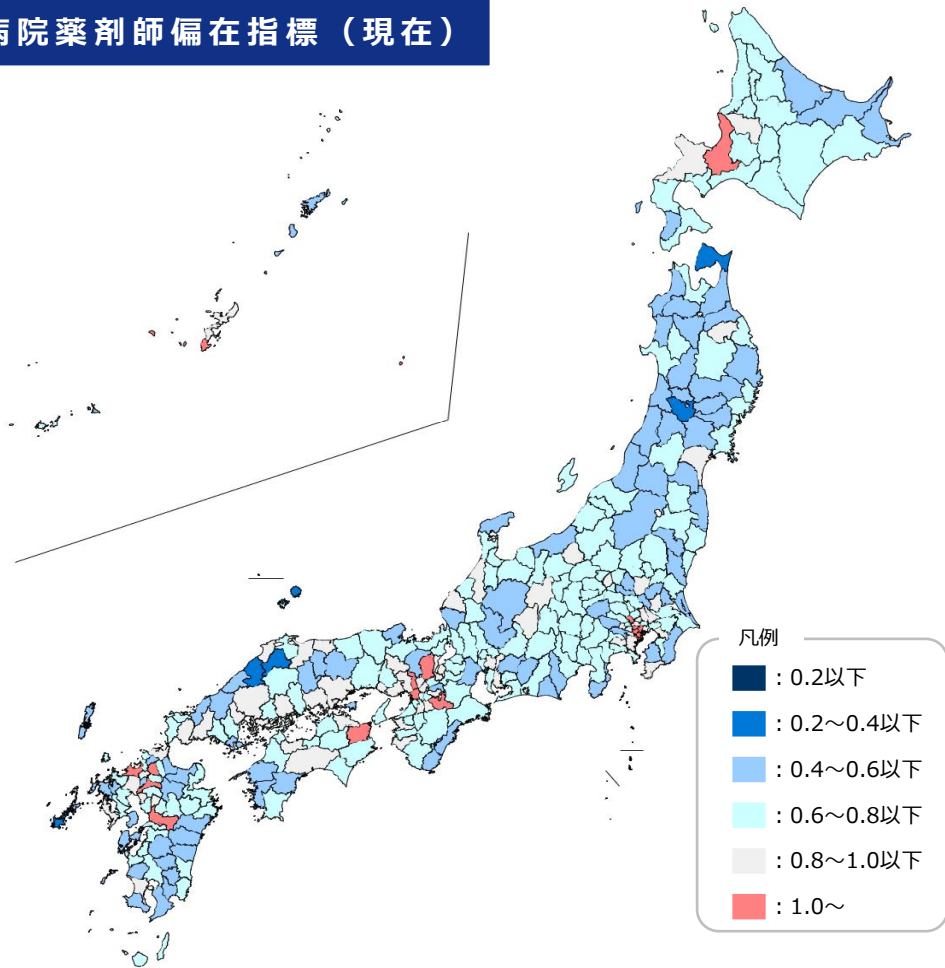 病院薬剤師偏在指標（現在）
凡例
：0.2以下
：0.2～0.4以下
：0.4～0.6以下
：0.6～0.8以下
：0.8～1.0以下
：1.0～